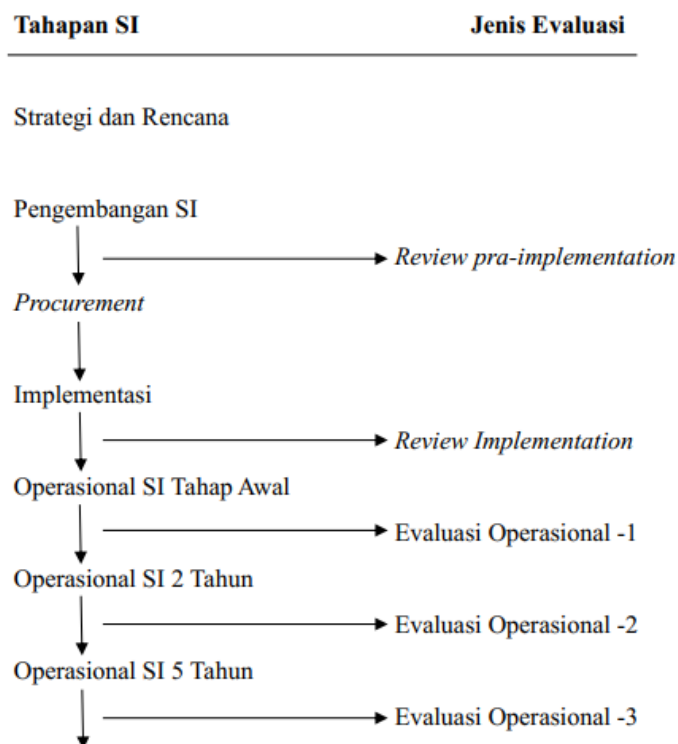 Tahapan SI Jenis Evaluasi
Strategi dan Rencana
Pengembangan SI
Review pra-implementation
Procurement
Implementasi
Review Implementation
Operasional SI Tahap Awal
Evaluasi Operasional -1
Operasional SI 2 Tahun
Evaluasi Operasional -2
Operasional SI 5 Tahun
Evaluasi Operasional -3